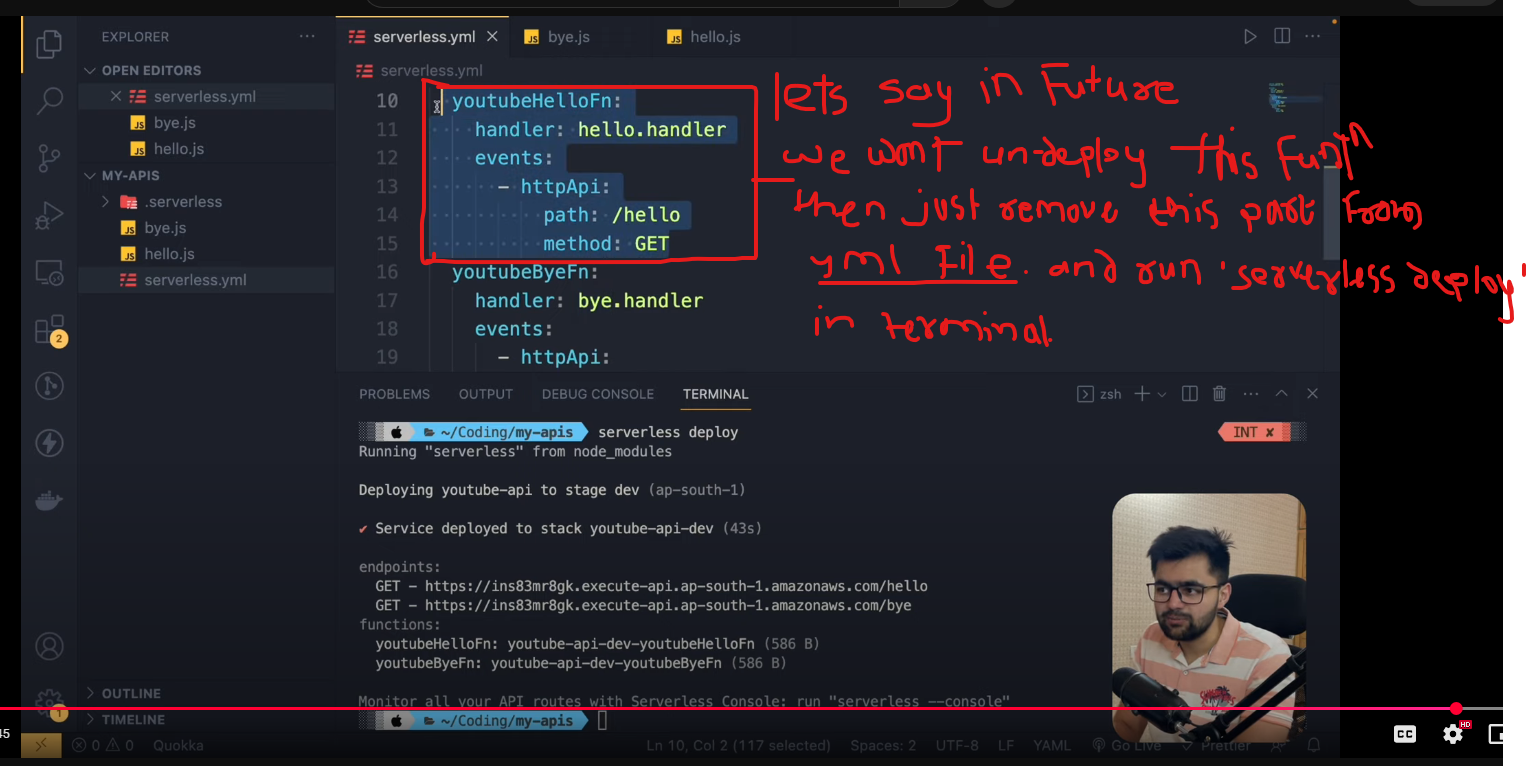 EXPLORER
OPEN EDITORS
serverless.yml
bye.js
hello.js
MY-APIS
.serverless
bye.js
hello.js
serverless.yml
OUTLINE
TIMELINE
2
1
serverless.yml
bye.js
hello.js
serverless.yml
10 youtubeHelloFn:
11 handler: hello.handler
12 events:
13 - httpApi:
14 path: /hello
15 method: GET
16 youtubeByeFn:
17 handler: bye.handler
18 events:
19 - httpApi:
lets say in Future
we wont un-deploy this Funtn
then just remove this part From
yml File. and run 'serverless deploy'
in terminal.
PROBLEMS OUTPUT DEBUG CONSOLE TERMINAL
zsh
~/Coding/my-apis serverless deploy
INT ✘
Running "serverless" from node_modules
Deploying youtube-api to stage dev (ap-south-1)
✔ Service deployed to stack youtube-api-dev (43s)
endpoints:
GET - https://ins83mr8gk.execute-api.ap-south-1.amazonaws.com/hello
GET - https://ins83mr8gk.execute-api.ap-south-1.amazonaws.com/bye
functions:
youtubeHelloFn: youtube-api-dev-youtubeHelloFn (586 B)
youtubeByeFn: youtube-api-dev-youtubeByeFn (586 B)
Monitor all your API routes with Serverless Console: run "serverless --console"
~/Coding/my-apis
45
CC
HD
0 0 Quokka
Ln 10, Col 2 (117 selected) Spaces: 2 UTF-8 LF YAML Go Live Prettier